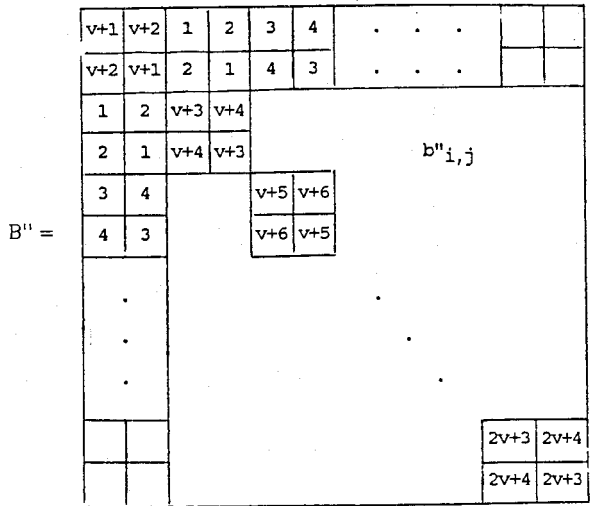 v+1 v+2 1 2 3 4 . . .
v+2 v+1 2 1 4 3 . . .
1 2 v+3 v+4
2 1 v+4 v+3 b"i,j
3 4 v+5 v+6
B" = 4 3 v+6 v+5
. .
. .
. .
2v+3 2v+4
2v+4 2v+3